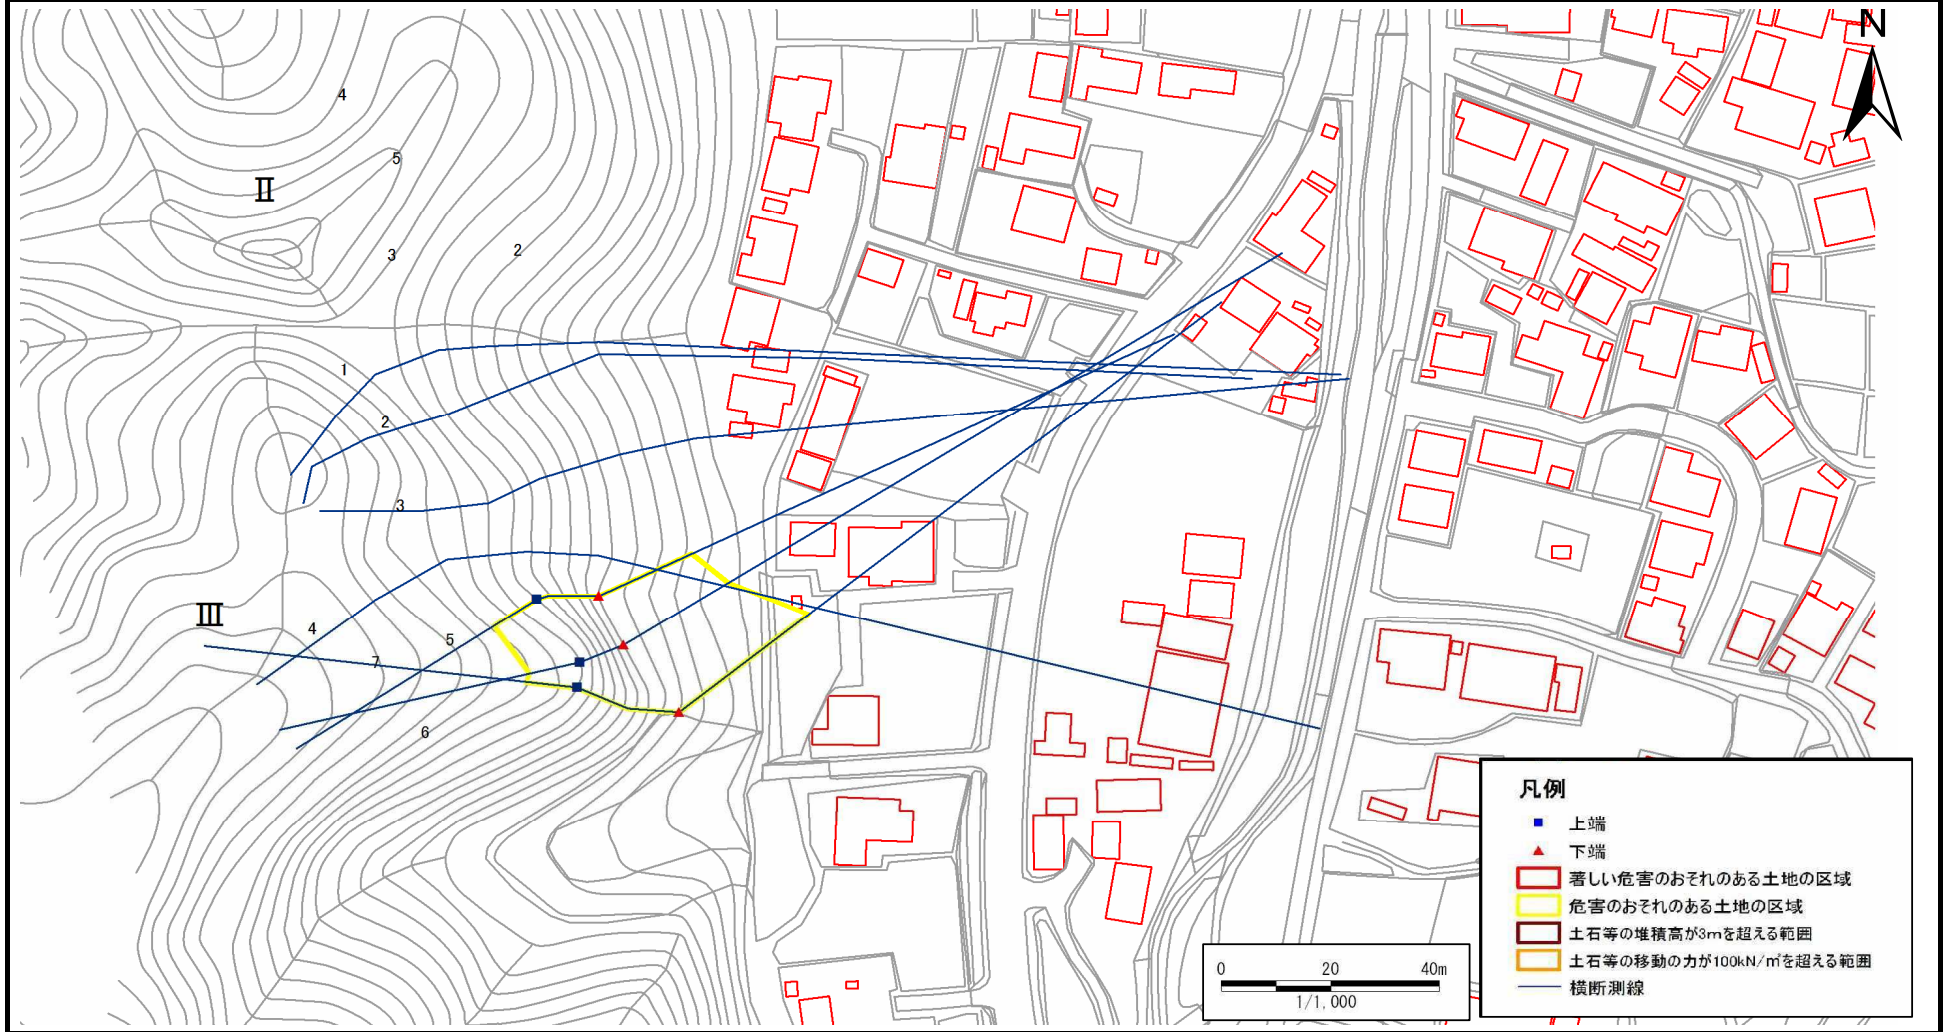 N
4
5
Ⅱ
3
2
1
2
3
Ⅲ
4
5
7
6
凡例
上端
下端
著しい危害のおそれのある土地の区域
危害のおそれのある土地の区域
土石等の堆積高が3mを超える範囲
土石等の移動の力が100kN/㎡を超える範囲
横断測線
0 20 40m
1/1,000